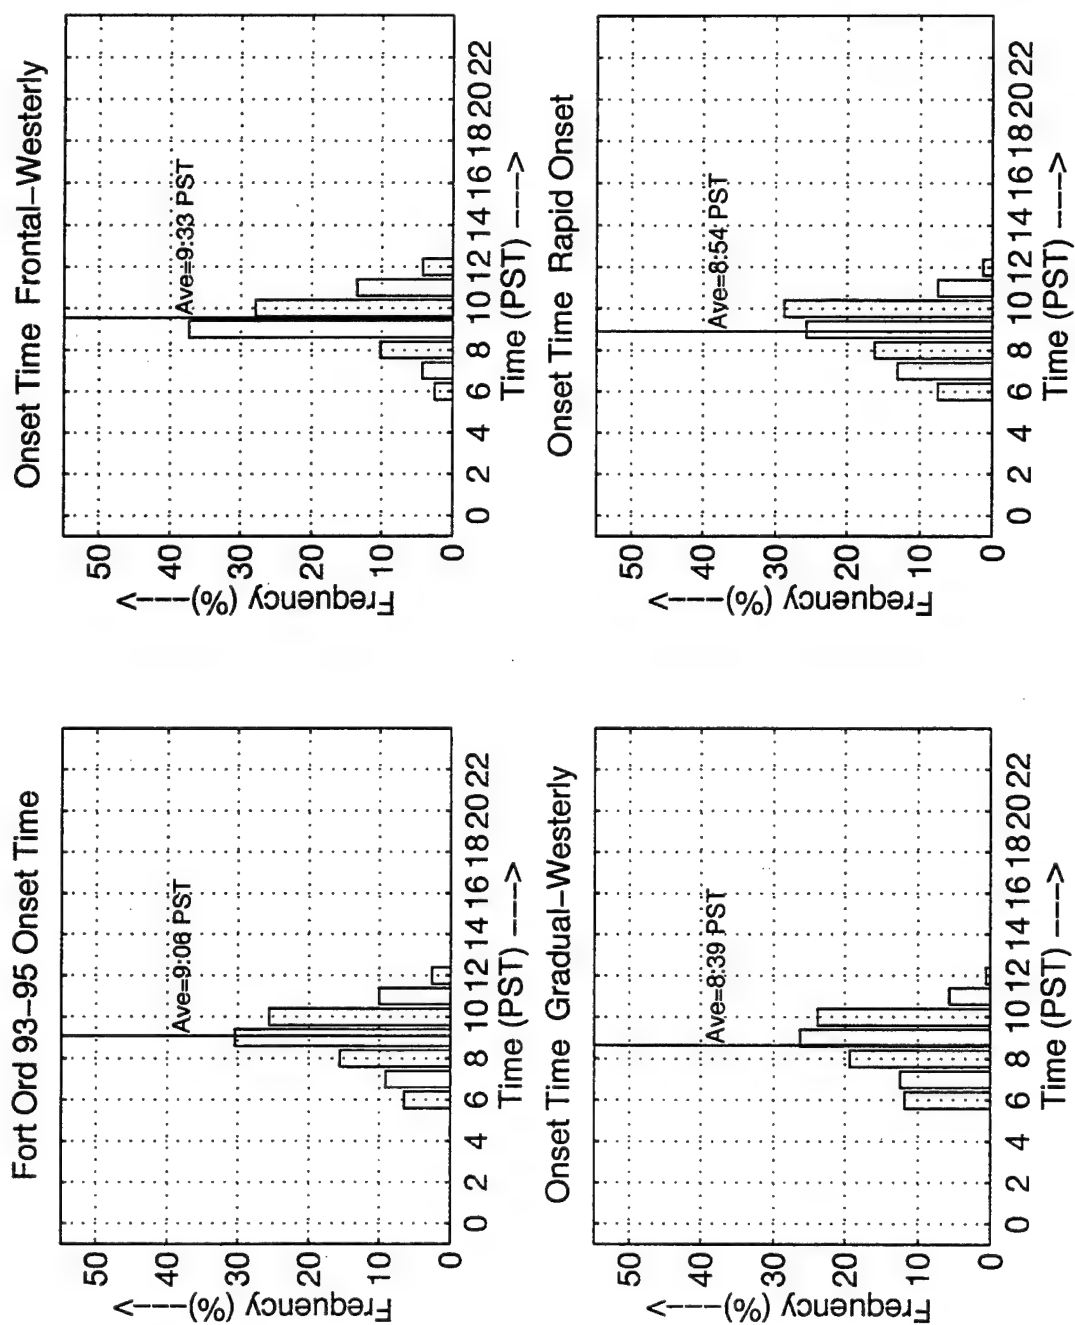 Fort Ord 93-95 Onset Time
50
40
30
20
10
0
Frequency (%)--->
Ave=9:06 PST
0 2 4 6 8 10 12 14 16 18 20 22
Time (PST) --->
Onset Time Frontal-Westerly
50
40
30
20
10
0
Frequency (%)--->
Ave=9:33 PST
0 2 4 6 8 10 12 14 16 18 20 22
Time (PST) --->
Onset Time Gradual-Westerly
50
40
30
20
10
0
Frequency (%)--->
Ave=8:39 PST
0 2 4 6 8 10 12 14 16 18 20 22
Time (PST) --->
Onset Time Rapid Onset
50
40
30
20
10
0
Frequency (%)--->
Ave=8:54 PST
0 2 4 6 8 10 12 14 16 18 20 22
Time (PST) --->